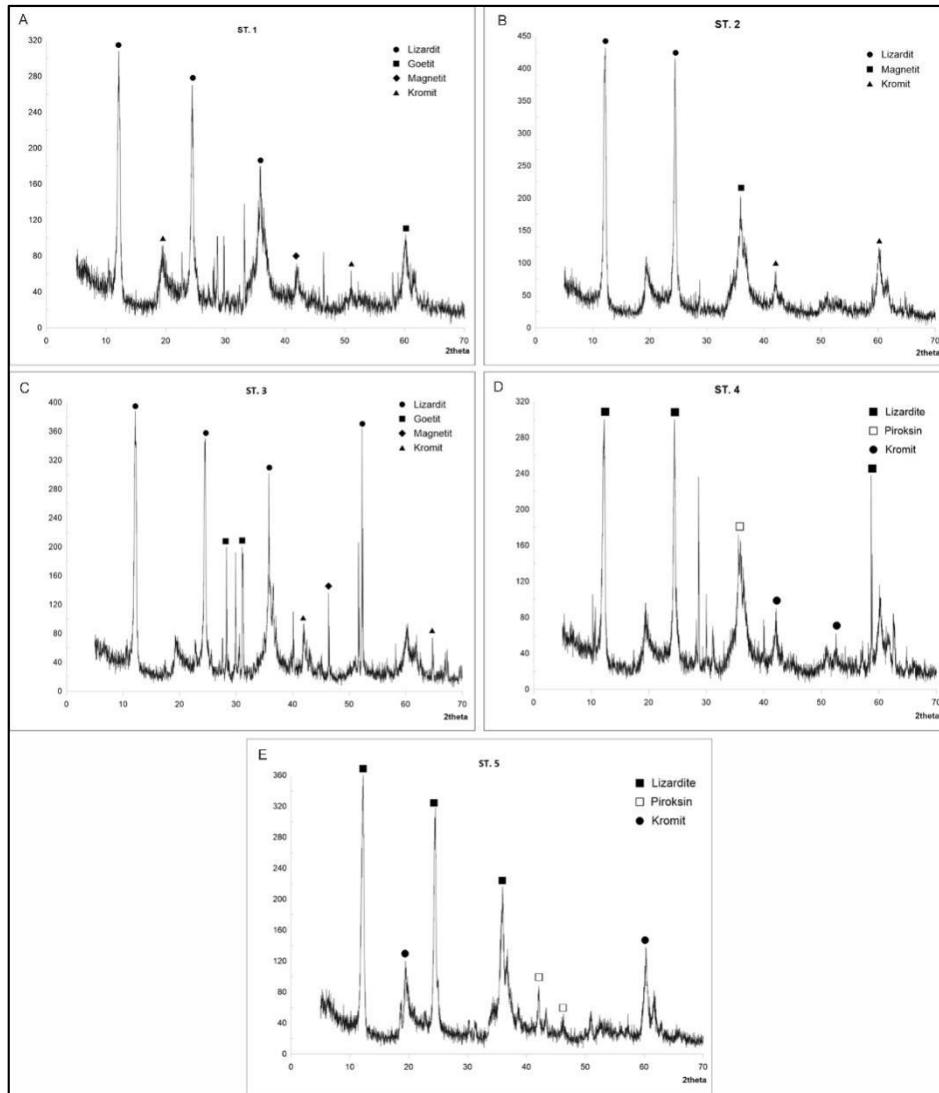 A
ST. 1
Lizardit
Goetit
Magnetit
Kromit
320
280
240
200
160
120
80
40
0
0 10 20 30 40 50 60 70
2theta
B
ST. 2
Lizardit
Magnetit
Kromit
450
400
350
300
250
200
150
100
50
0
0 10 20 30 40 50 60 70
2theta
C
ST. 3
Lizardit
Goetit
Magnetit
Kromit
400
360
320
280
240
200
160
120
80
40
0
0 10 20 30 40 50 60 70
2theta
D
ST. 4
Lizardite
Piroksin
Kromit
320
280
240
200
160
120
80
40
0
0 10 20 30 40 50 60 70
2theta
E
ST. 5
Lizardite
Piroksin
Kromit
360
320
280
240
200
160
120
80
40
0
0 10 20 30 40 50 60 70
2theta